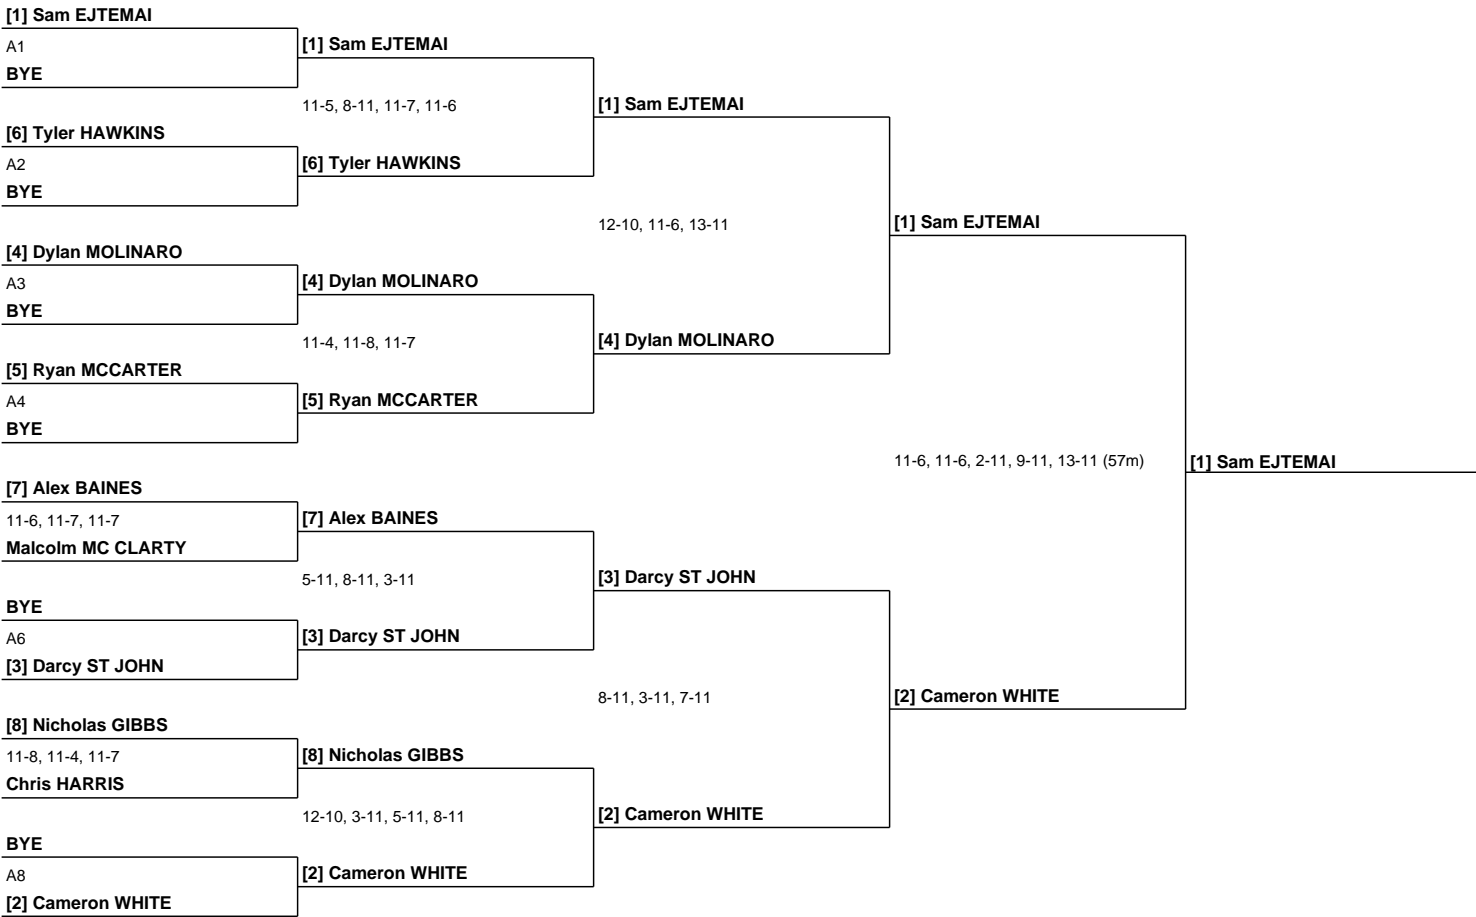 [1] Sam EJTEMAI
A1
BYE
[6] Tyler HAWKINS
A2
BYE
[4] Dylan MOLINARO
A3
BYE
[5] Ryan MCCARTER
A4
BYE
[7] Alex BAINES
11-6, 11-7, 11-7
Malcolm MC CLARTY
BYE
A6
[3] Darcy ST JOHN
[8] Nicholas GIBBS
11-8, 11-4, 11-7
Chris HARRIS
BYE
A8
[2] Cameron WHITE
[1] Sam EJTEMAI
11-5, 8-11, 11-7, 11-6
[6] Tyler HAWKINS
[4] Dylan MOLINARO
11-4, 11-8, 11-7
[5] Ryan MCCARTER
[7] Alex BAINES
5-11, 8-11, 3-11
[3] Darcy ST JOHN
[8] Nicholas GIBBS
12-10, 3-11, 5-11, 8-11
[2] Cameron WHITE
[1] Sam EJTEMAI
12-10, 11-6, 13-11
[4] Dylan MOLINARO
[3] Darcy ST JOHN
8-11, 3-11, 7-11
[2] Cameron WHITE
[1] Sam EJTEMAI
11-6, 11-6, 2-11, 9-11, 13-11 (57m)
[2] Cameron WHITE
[1] Sam EJTEMAI